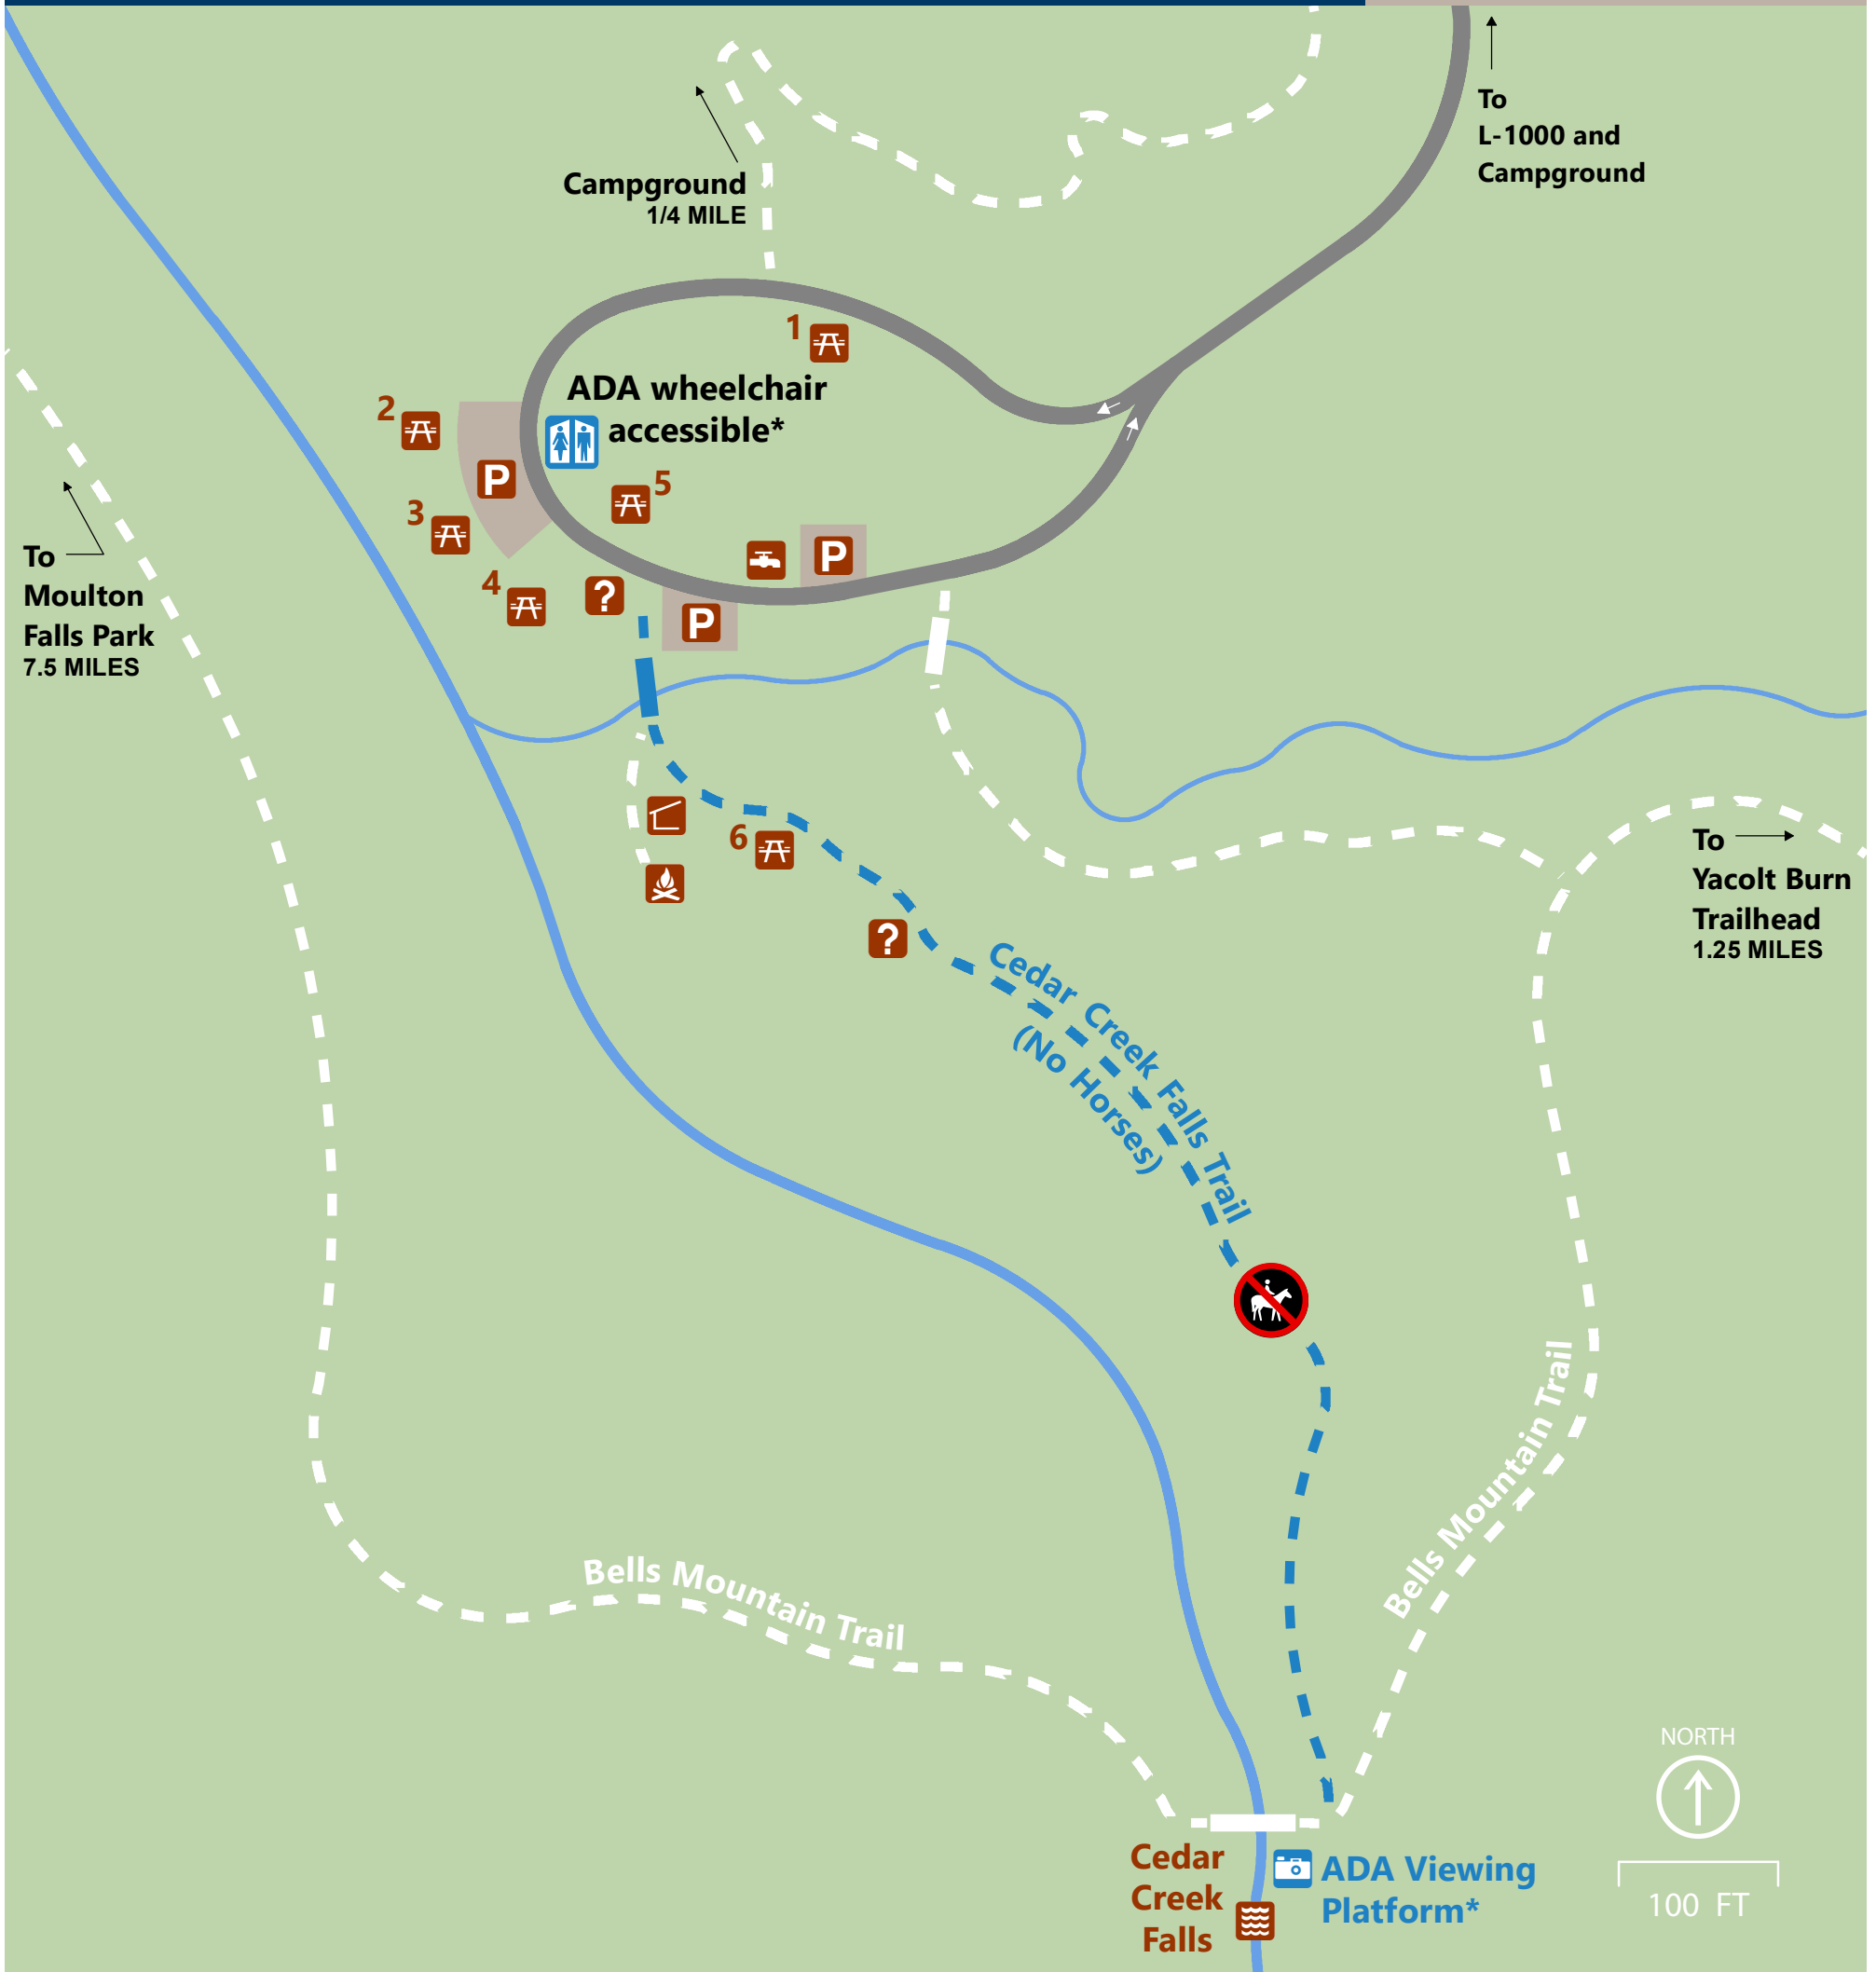 To
L-1000 and
Campground
Campground
1/4 MILE
1
ADA wheelchair
accessible*
2
P
5
3
P
4
?
P
To
Moulton
Falls Park
7.5 MILES
6
To
Yacolt Burn
Trailhead
1.25 MILES
?
Cedar Creek Falls Trail
(No Horses)
Bells Mountain Trail
Bells Mountain Trail
NORTH
100 FT
Cedar
Creek
Falls
ADA Viewing
Platform*